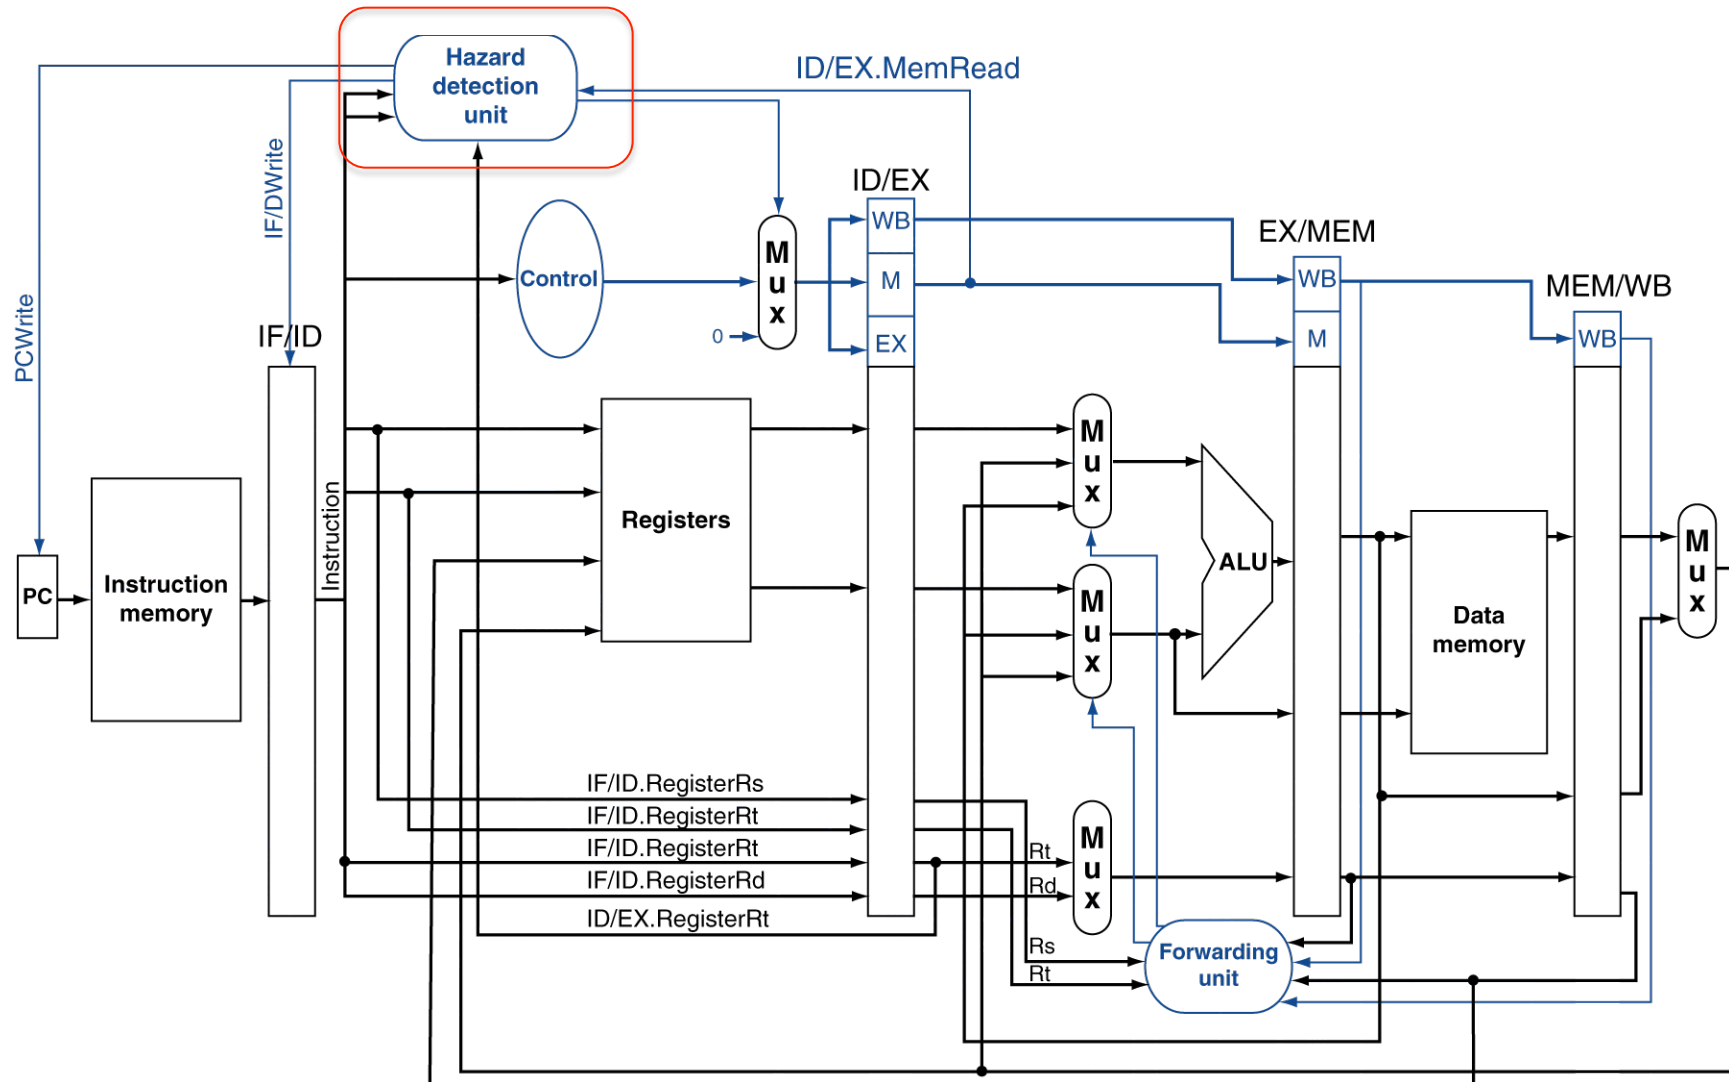 Hazard
detection
unit
ID/EX.MemRead
IF/DWrite
PCWrite
ID/EX
WB
M
EX
Control
M
u
x
0
EX/MEM
WB
M
MEM/WB
WB
IF/ID
Instruction
PC
Instruction
memory
Registers
M
u
x
M
u
x
ALU
Data
memory
M
u
x
IF/ID.RegisterRs
IF/ID.RegisterRt
IF/ID.RegisterRt
IF/ID.RegisterRd
ID/EX.RegisterRt
Rt
Rd
M
u
x
Rs
Rt
Forwarding
unit